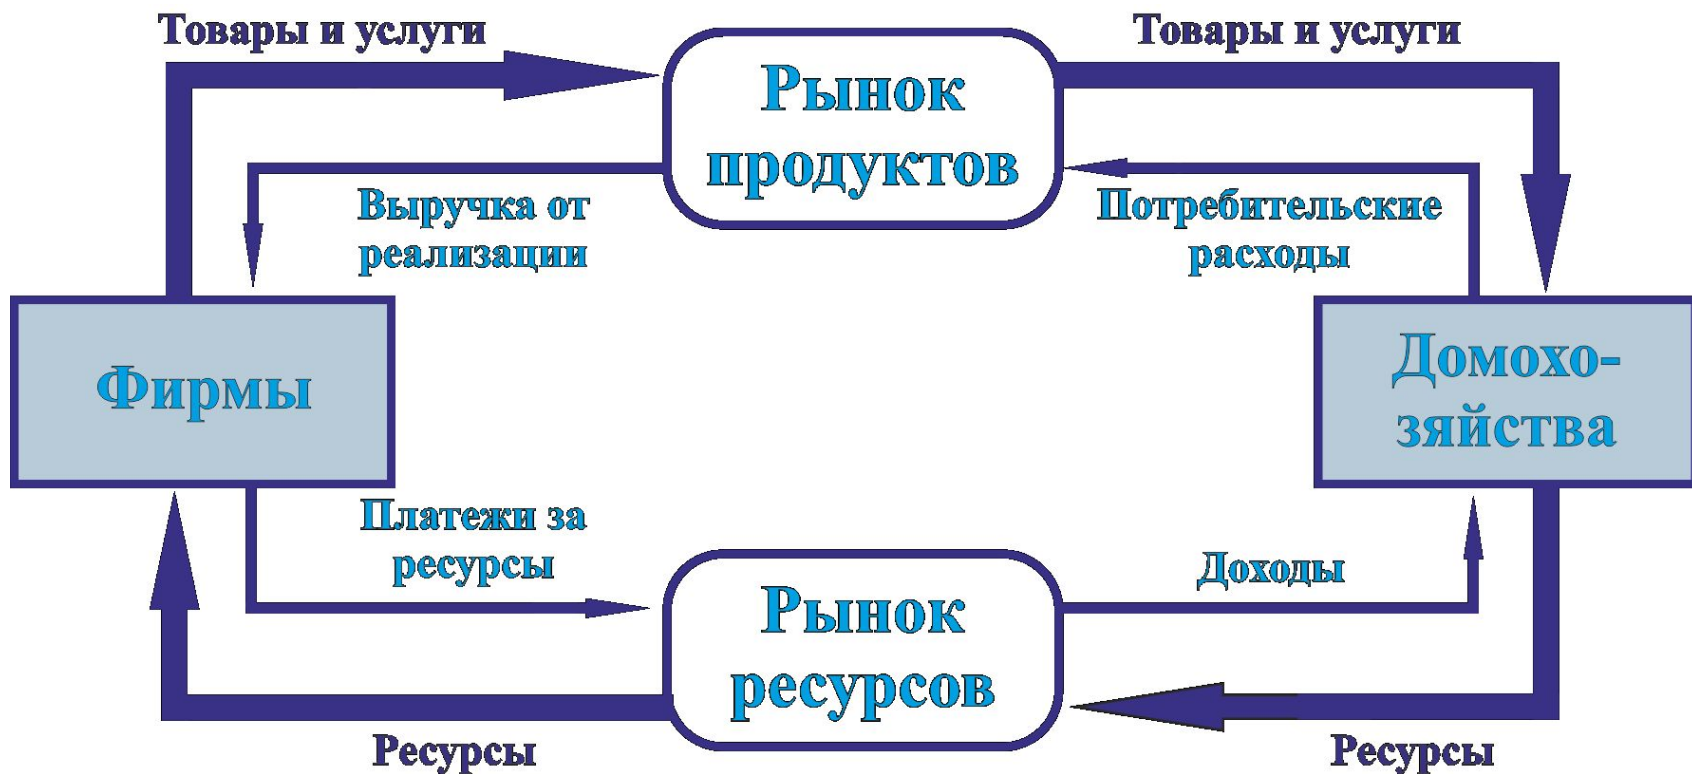 Товары и услуги
Товары и услуги
Рынок
продуктов
Выручка от
реализации
Потребительские
расходы
Фирмы
Домохо-
зяйства
Платежи за
ресурсы
Доходы
Рынок
ресурсов
Ресурсы
Ресурсы